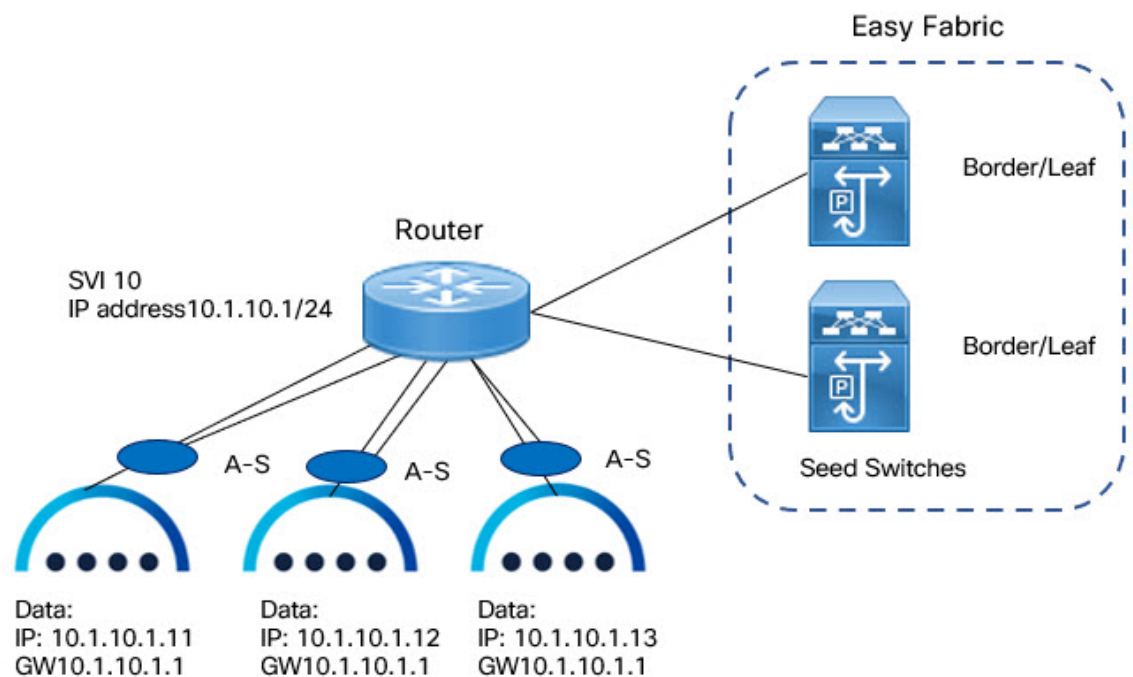 Easy Fabric
Border/Leaf
P
Router
SVI 10
IP address10.1.10.1/24
Border/Leaf
P
A-S
A-S
A-S
Seed Switches
Data:
IP: 10.1.10.1.11
GW10.1.10.1.1
Data:
IP: 10.1.10.1.12
GW10.1.10.1.1
Data:
IP: 10.1.10.1.13
GW10.1.10.1.1